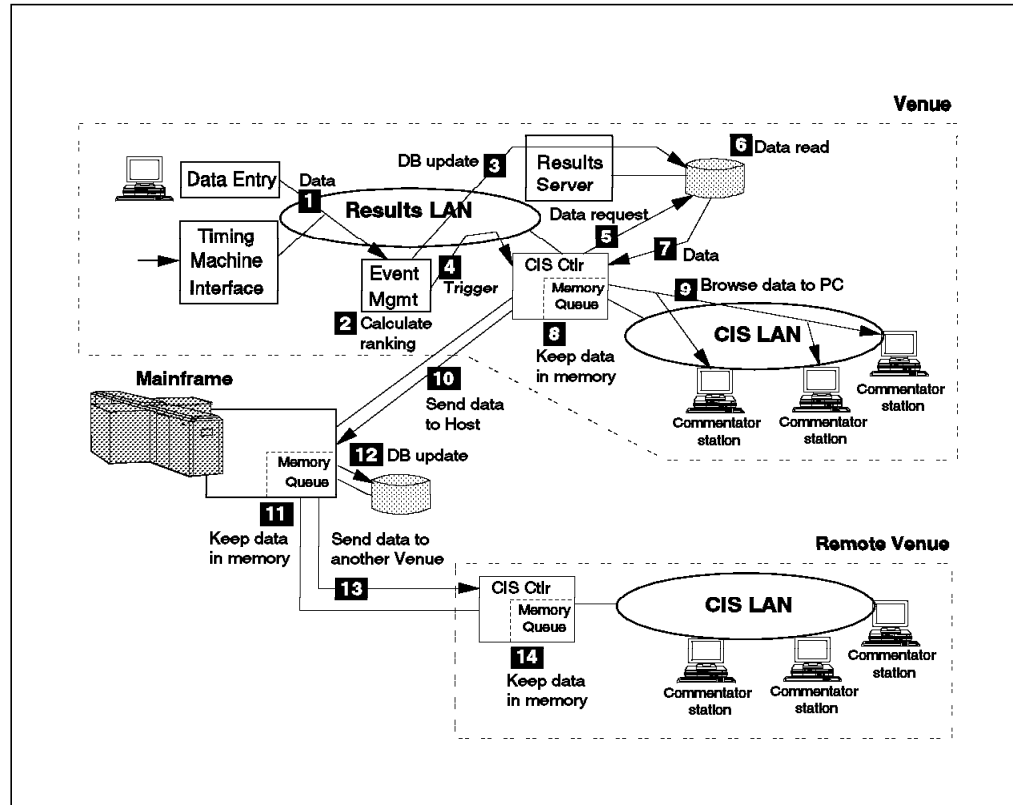 Venue
Data Entry
Data
1
DB update
3
Results
Server
6
Data read
Results LAN
Data request
5
7
Data
Timing
Machine
Interface
Event
Mgmt
4
Trigger
CIS Ctlr
Memory
Queue
9
Browse data to PC
2
Calculate
ranking
8
Keep data
in memory
CIS LAN
Commentator
station
Commentator
station
Commentator
station
Mainframe
10
Send data
to Host
Memory
Queue
12
DB update
11
Keep data
in memory
Send data to
another Venue
13
Remote Venue
CIS Ctlr
Memory
Queue
CIS LAN
14
Keep data
in memory
Commentator
station
Commentator
station
Commentator
station